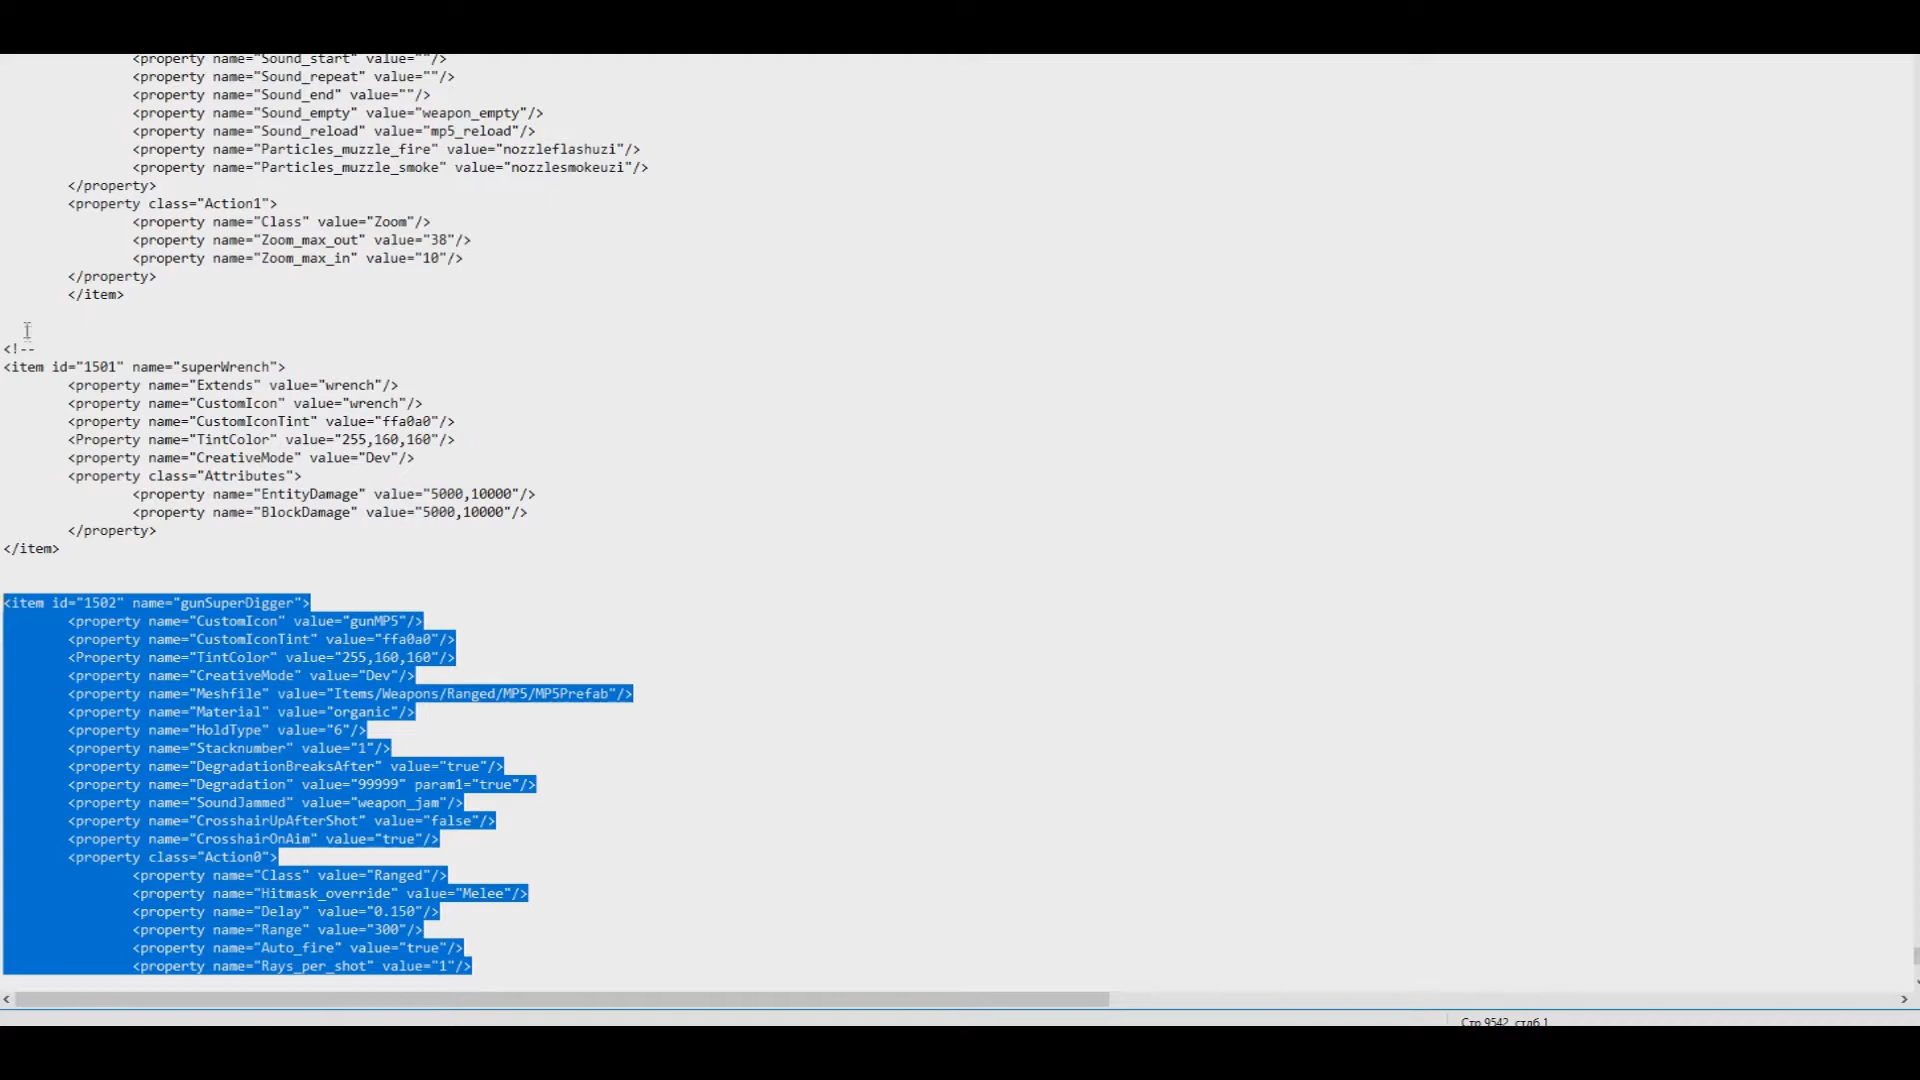 <property name="Sound_start" value=""/>
<property name="Sound_repeat" value=""/>
<property name="Sound_end" value=""/>
<property name="Sound_empty" value="weapon_empty"/>
<property name="Sound_reload" value="mp5_reload"/>
<property name="Particles_muzzle_fire" value="nozzleflashuzi"/>
<property name="Particles_muzzle_smoke" value="nozzlesmokeuzi"/>
</property>
<property class="Action1">
<property name="Class" value="Zoom"/>
<property name="Zoom_max_out" value="38"/>
<property name="Zoom_max_in" value="10"/>
</property>
</item>
<!--
<item id="1501" name="superWrench">
<property name="Extends" value="wrench"/>
<property name="CustomIcon" value="wrench"/>
<property name="CustomIconTint" value="ffa0a0"/>
<Property name="TintColor" value="255,160,160"/>
<property name="CreativeMode" value="Dev"/>
<property class="Attributes">
<property name="EntityDamage" value="5000,10000"/>
<property name="BlockDamage" value="5000,10000"/>
</property>
</item>
<item id="1502" name="gunSuperDigger">
<property name="CustomIcon" value="gunMP5"/>
<property name="CustomIconTint" value="ffa0a0"/>
<Property name="TintColor" value="255,160,160"/>
<property name="CreativeMode" value="Dev"/>
<property name="Meshfile" value="Items/Weapons/Ranged/MP5/MP5Prefab"/>
<property name="Material" value="organic"/>
<property name="HoldType" value="6"/>
<property name="Stacknumber" value="1"/>
<property name="DegradationBreaksAfter" value="true"/>
<property name="Degradation" value="99999" param1="true"/>
<property name="SoundJammed" value="weapon_jam"/>
<property name="CrosshairUpAfterShot" value="false"/>
<property name="CrosshairOnAim" value="true"/>
<property class="Action0">
<property name="Class" value="Ranged"/>
<property name="Hitmask_override" value="Melee"/>
<property name="Delay" value="0.150"/>
<property name="Range" value="300"/>
<property name="Auto_fire" value="true"/>
<property name="Rays_per_shot" value="1"/>
Стр 9542, стлб 1